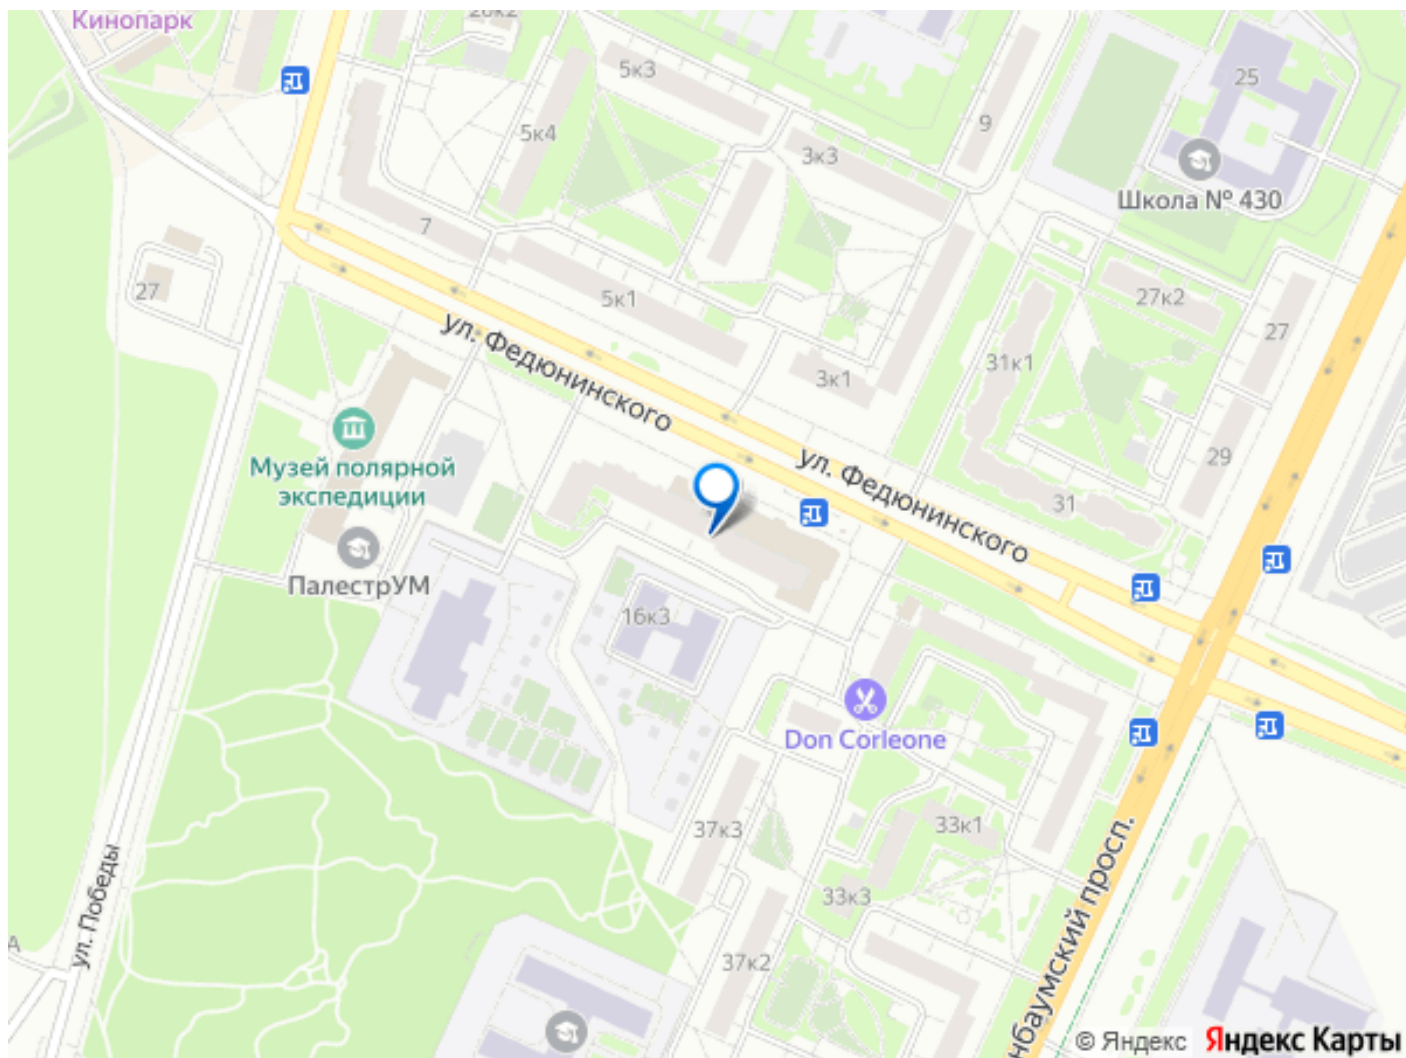 Кинопарк
5к3
25
9
5к4
3к3
Школа № 430
7
27
5к1
27к2
ул. Федюнинского
27
31к1
3к1
Музей полярной
экспедиции
ул. Федюнинского
29
31
ПалестрУМ
16к3
Don Corleone
37к3
33к1
ул. Победы
33к3
нбаумский просп.
А
37к2
© Яндекс
Яндекс Карты